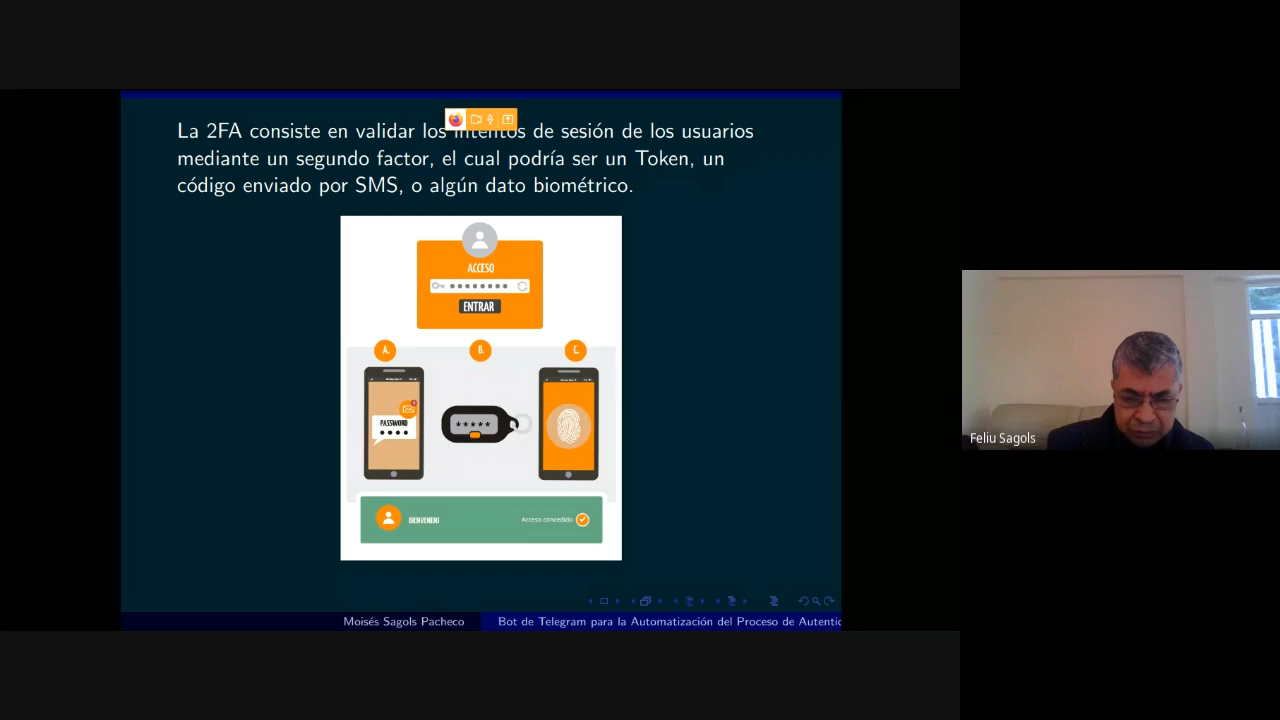 La 2FA consiste en validar los intentos de sesión de los usuarios
mediante un segundo factor, el cual podría ser un Token, un
código enviado por SMS, o algún dato biométrico.
ACCESO
ENTRAR
A.
B.
C.
PASSWORD
*****
BIENVENIDO
Acceso concedido
Feliu Sagols
Moisés Sagols Pacheco
Bot de Telegram para la Automatización del Proceso de Autentic